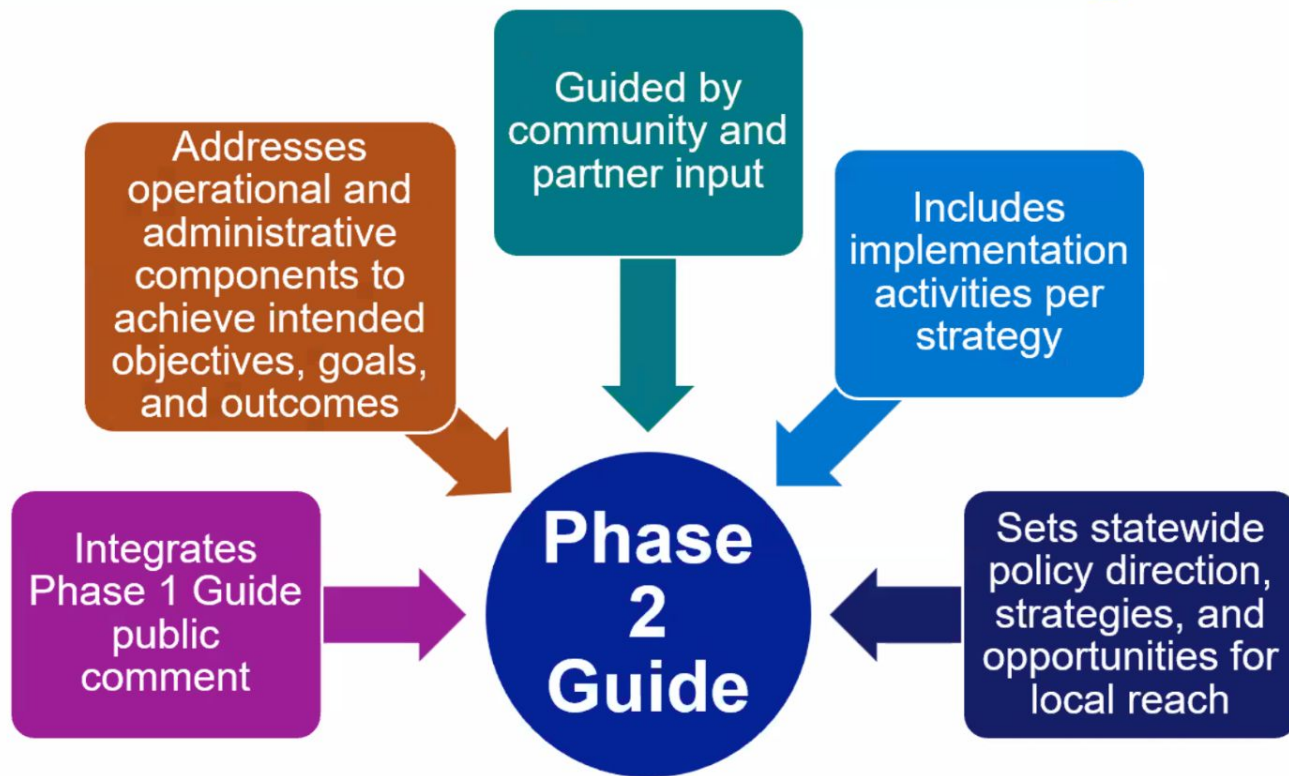 Guided by
community and
partner input
Addresses
operational and
administrative
components to
achieve intended
objectives, goals,
and outcomes
Includes
implementation
activities per
strategy
Integrates
Phase 1 Guide
public
comment
Phase
2
Guide
Sets statewide
policy direction,
strategies, and
opportunities for
local reach